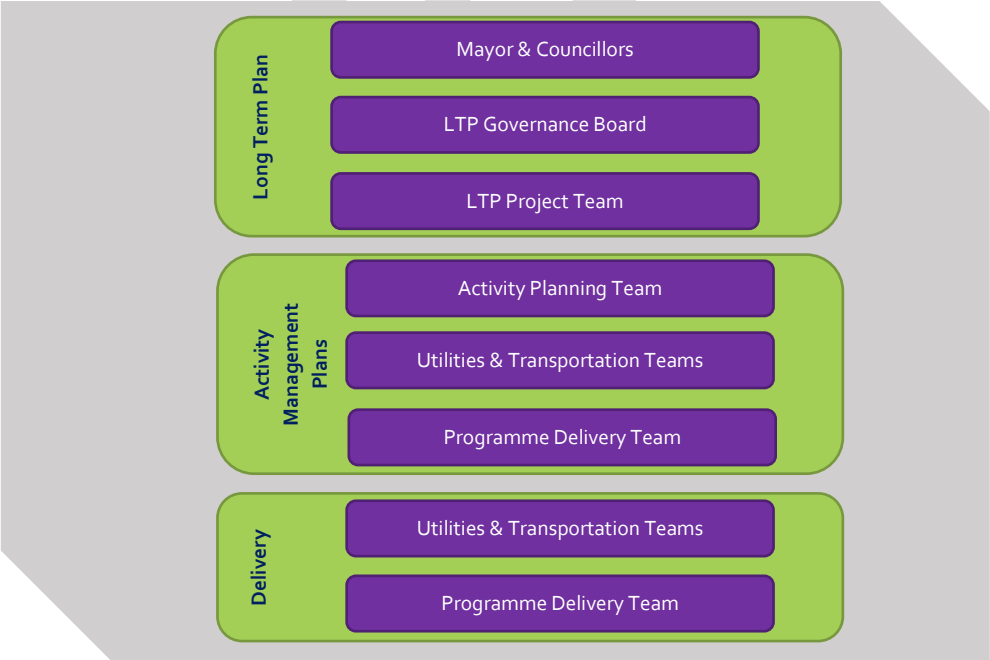 Long Term Plan
Mayor & Councillors
LTP Governance Board
LTP Project Team
Activity
Management
Plans
Activity Planning Team
Utilities & Transportation Teams
Programme Delivery Team
Delivery
Utilities & Transportation Teams
Programme Delivery Team